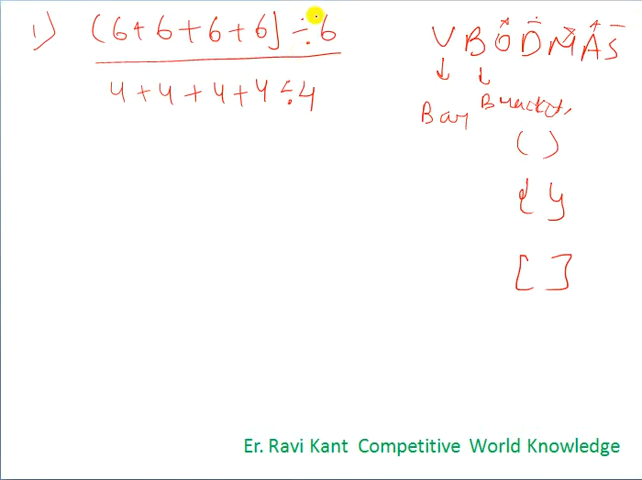 1) (6+6+6+6] ÷ 6
4+4+4+4÷4
VBODMAS
Bar Bracket,
( )
{ }
[ ]
Er. Ravi Kant Competitive World Knowledge